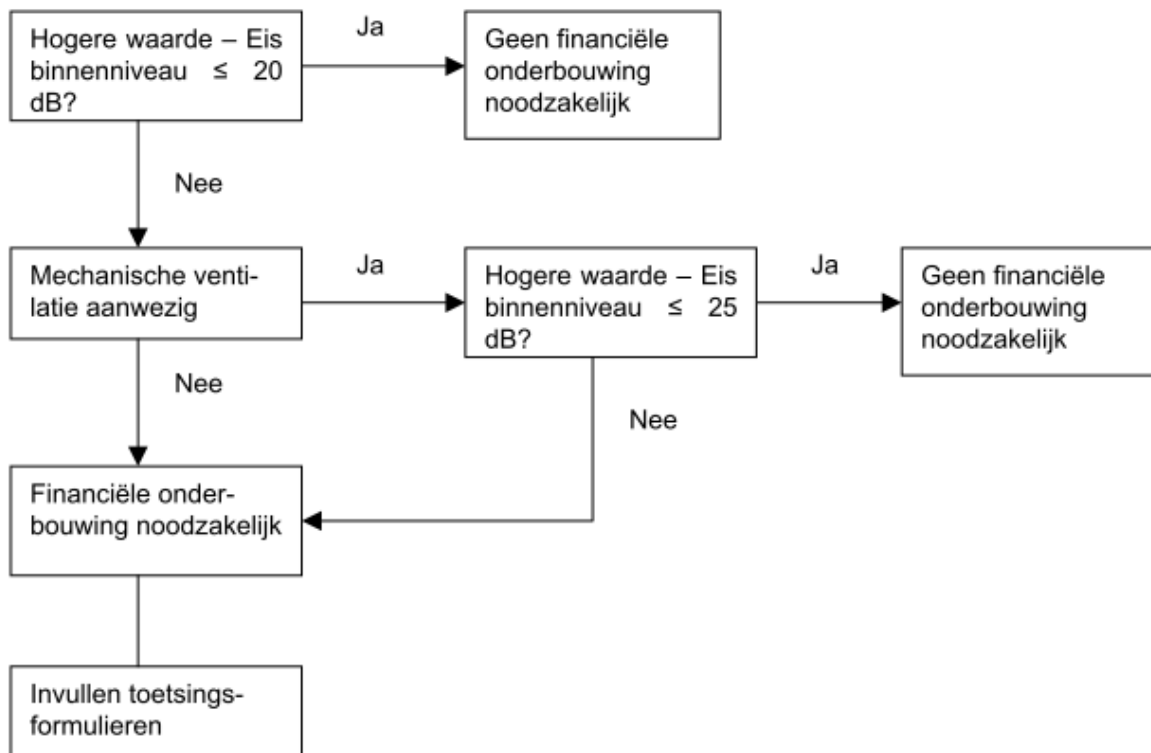 Hogere waarde – Eis
binnenniveau ≤ 20
dB?
Ja
Geen financiële
onderbouwing
noodzakelijk
Nee
Mechanische venti-
latie aanwezig
Ja
Hogere waarde – Eis
binnenniveau ≤ 25
dB?
Ja
Geen financiële
onderbouwing
noodzakelijk
Nee
Nee
Financiële onder-
bouwing noodzakelijk
Invullen toetsings-
formulieren